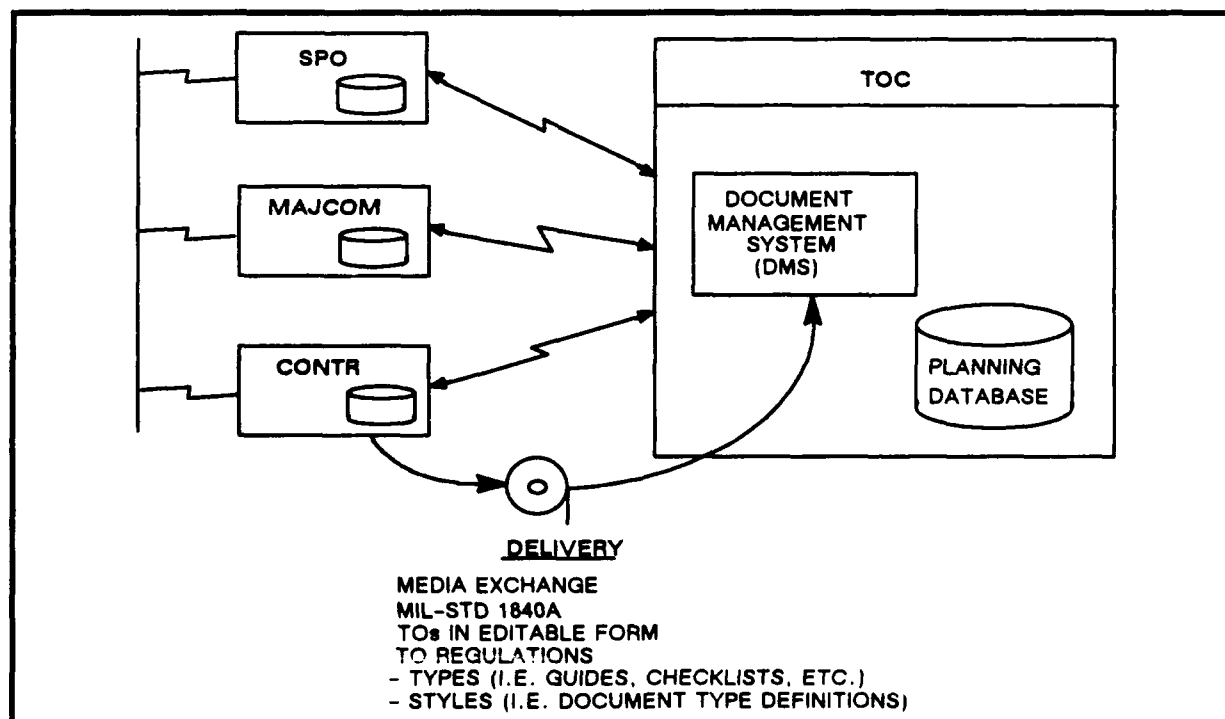 SPO
TOC
MAJCOM
DOCUMENT
MANAGEMENT
SYSTEM
(DMS)
CONTR
PLANNING
DATABASE
DELIVERY
MEDIA EXCHANGE
MIL-STD 1840A
TOs IN EDITABLE FORM
TO REGULATIONS
- TYPES (I.E. GUIDES, CHECKLISTS, ETC.)
- STYLES (I.E. DOCUMENT TYPE DEFINITIONS)